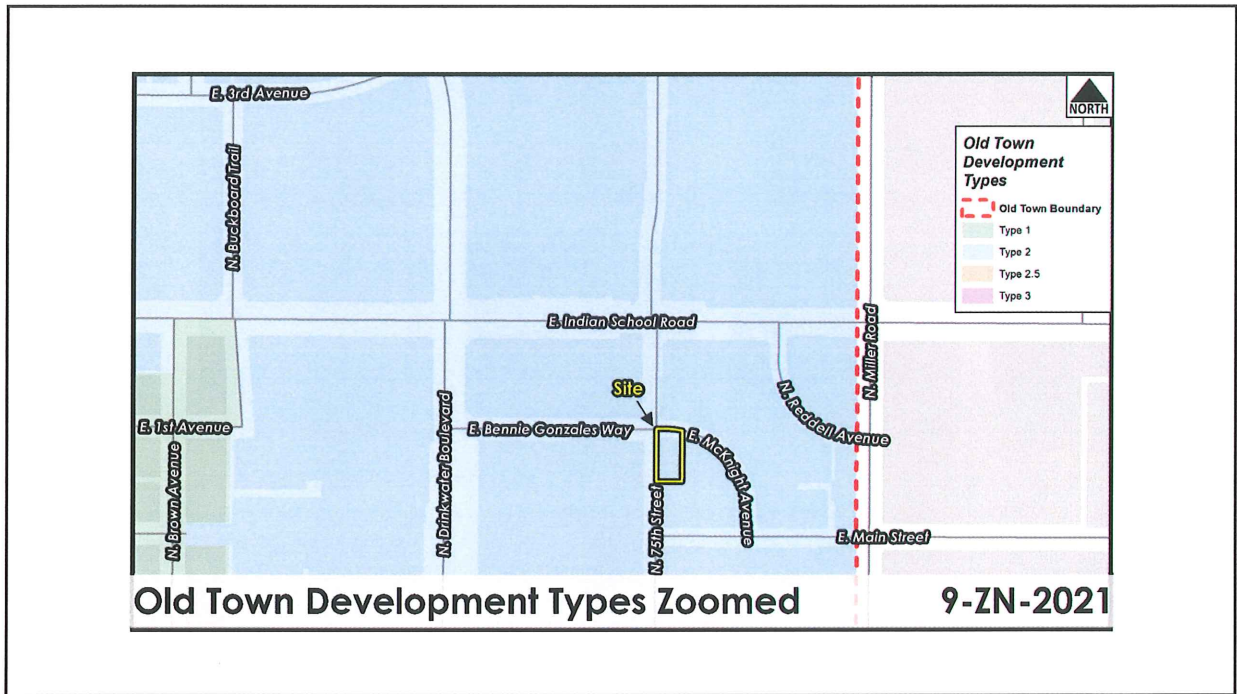 E. 3rd Avenue
NORTH
Old Town
Development
Types
Old Town Boundary
Type 1
Type 2
Type 2.5
Type 3
N. Buckboard Trail
E. Indian School Road
N. Miller Road
Site
N. Reddell Avenue
E. 1st Avenue
E. Bennie Gonzales Way
E. McKnight Avenue
N. Brown Avenue
N. Drinkwater Boulevard
N. 75th Street
E. Main Street
Old Town Development Types Zoomed
9-ZN-2021